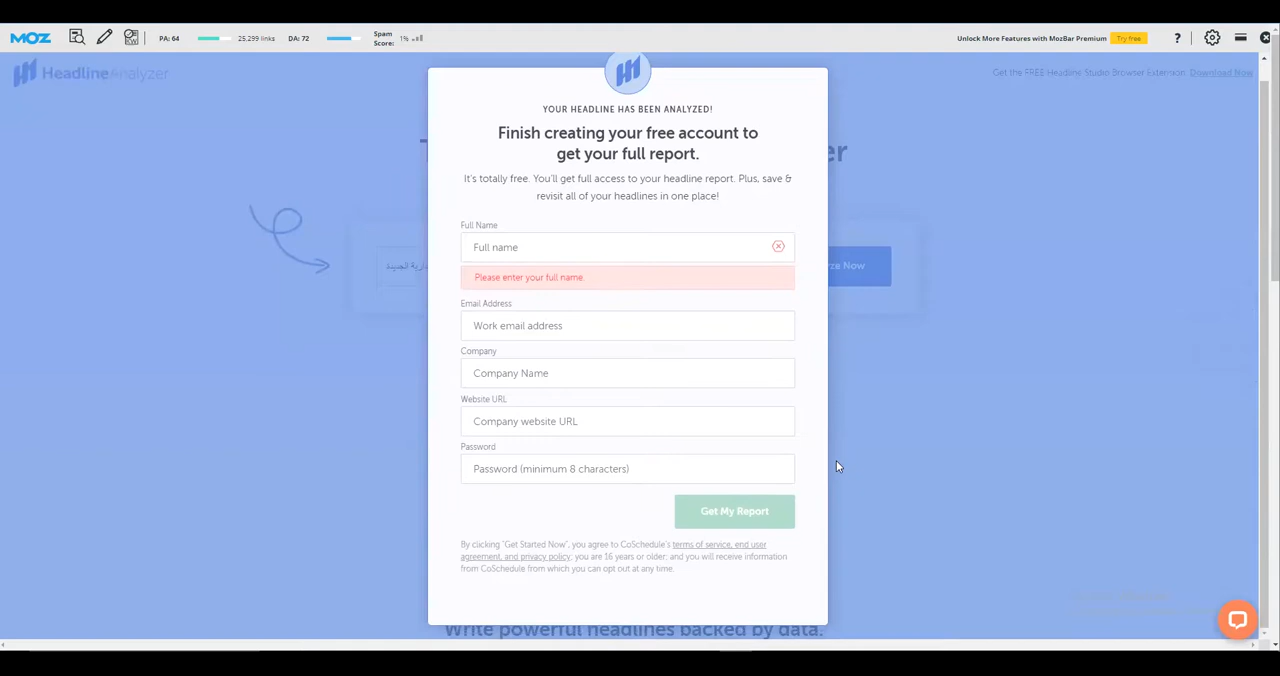 MOZ
PA: 64
25,299 links
DA: 72
Spam
Score:
1%
Unlock More Features with MozBar Premium
Try free
?
HeadlineAnalyzer
Get the FREE Headline Studio Browser Extension: Download Now
YOUR HEADLINE HAS BEEN ANALYZED!
Finish creating your free account to
get your full report.
It's totally free. You'll get full access to your headline report. Plus, save &
revisit all of your headlines in one place!
Full Name
Full name
Please enter your full name.
Email Address
Work email address
Company
Company Name
Website URL
Company website URL
Password
Password (minimum 8 characters)
Get My Report
By clicking "Get Started Now", you agree to CoSchedule's terms of service, end user
agreement, and privacy policy; you are 16 years or older; and you will receive information
from CoSchedule from which you can opt out at any time.
الجديدة
Now
Write powerful headlines backed by data.